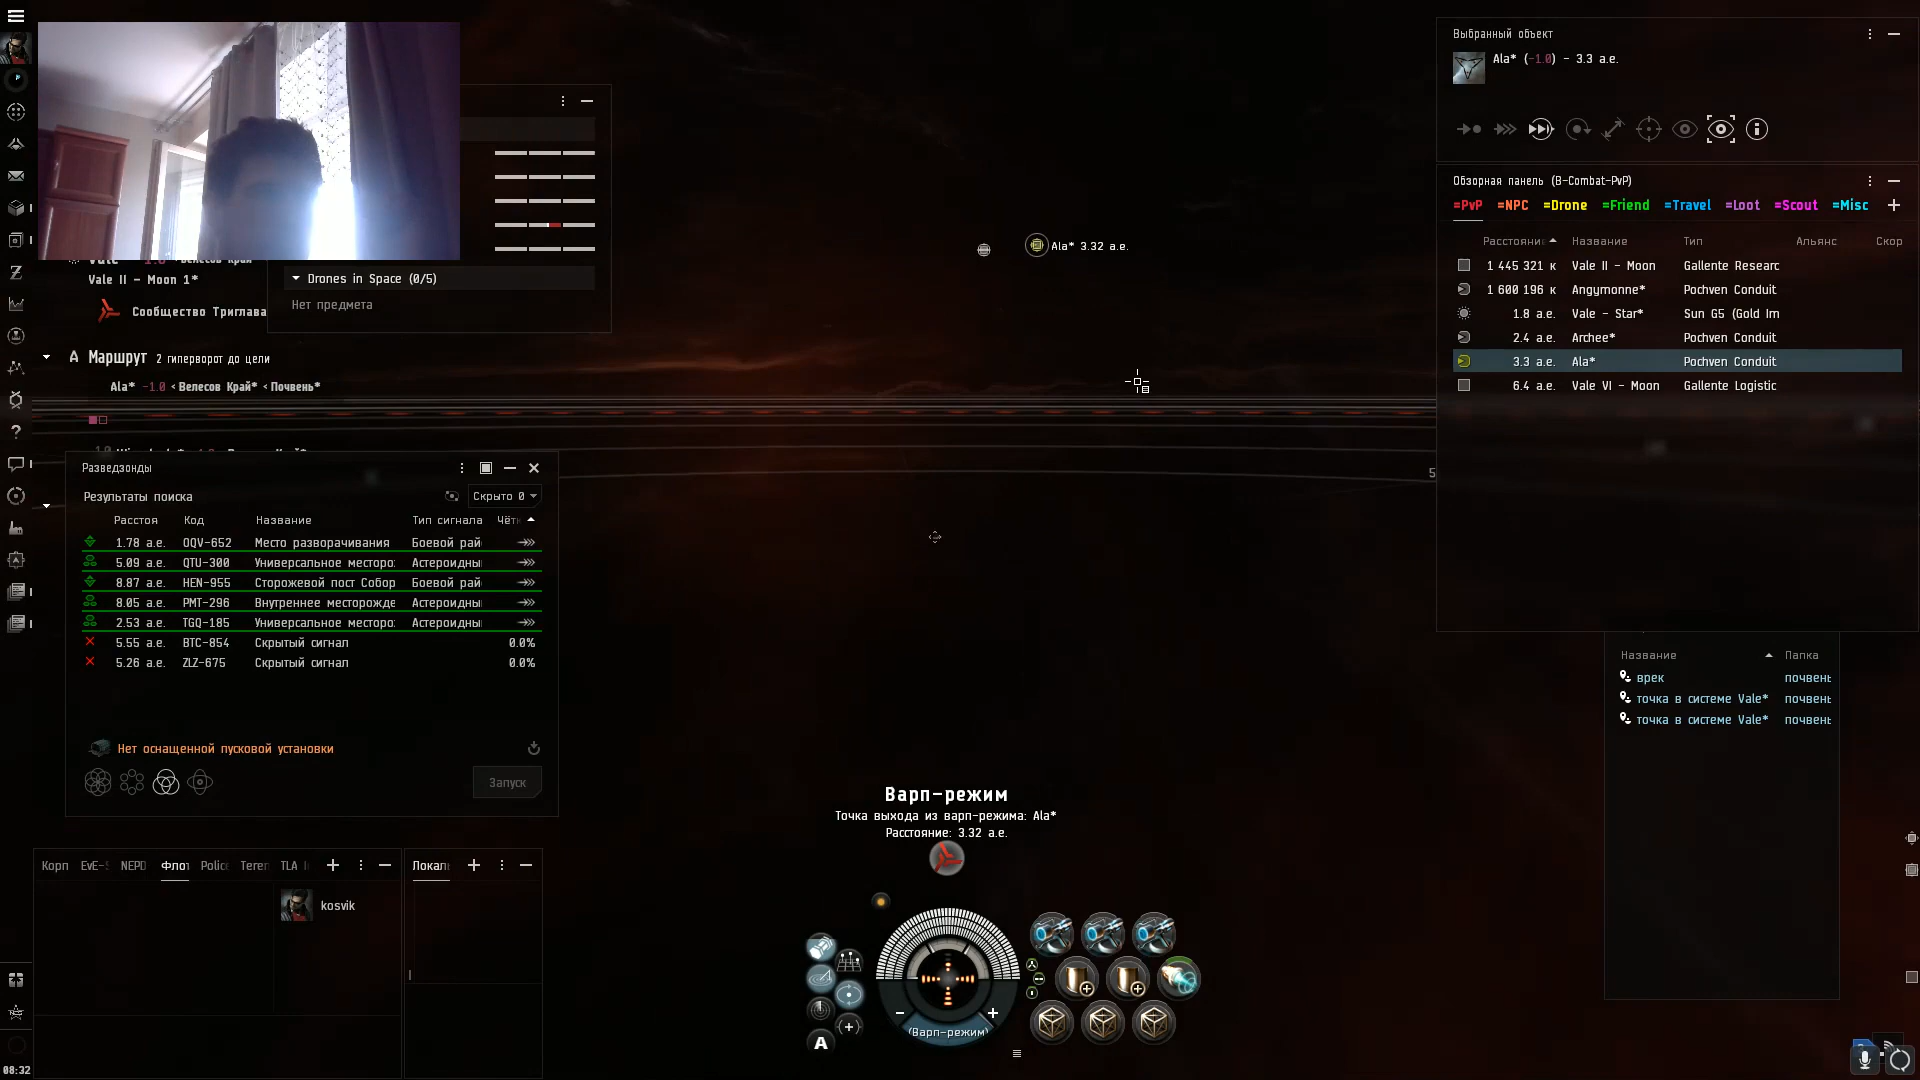 Выбранный объект
Ala* (-1.0) - 3.3 а.е.
Обзорная панель (B-Combat-PvP)
=PvP =NPC =Drone =Friend =Travel =Loot =Scout =Misc +
Название Тип Альянс Скор
1 445 321 к Vale II - Moon Gallente Researc
1 600 196 к Angymonne* Pochven Conduit
1.8 а.е. Vale - Star* Sun G5 (Gold Im
2.4 а.е. Archee* Pochven Conduit
3.3 а.е. Ala* Pochven Conduit
6.4 а.е. Vale VI - Moon Gallente Logistic
Ala* 3.32 а.е.
Vale II - Moon 1*
Сообщество Триглава
Drones in Space (0/5)
Нет предмета
Маршрут 2 гиперворот до цели
Ala* -1.0 < Велесов Край* < Почвень*
5
Разведзонды
Результаты поиска
Скрыто 0
Расстоя Код Название Тип сигнала Чёт
1.78 а.е. OQV-652 Место разворачивания Боевой рай
5.09 а.е. QTU-300 Универсальное месторо Астероидны
8.87 а.е. HEN-955 Сторожевой пост Собор Боевой рай
8.05 а.е. PMT-296 Внутреннее месторожде Астероидны
2.53 а.е. TGQ-185 Универсальное месторо Астероидны
5.55 а.е. BTC-854 Скрытый сигнал 0.0%
5.26 а.е. ZLZ-675 Скрытый сигнал 0.0%
Нет оснащенной пусковой установки
Запуск
Название Папка
врек почвень
точка в системе Vale* почвень
точка в системе Vale* почвень
Варп-режим
Точка выхода из варп-режима: Ala*
Расстояние: 3.32 а.е.
Корп EvE- NEPD Флот Police Teren TLA
Локал
kosvik
(Варп-режим)
A
08:32